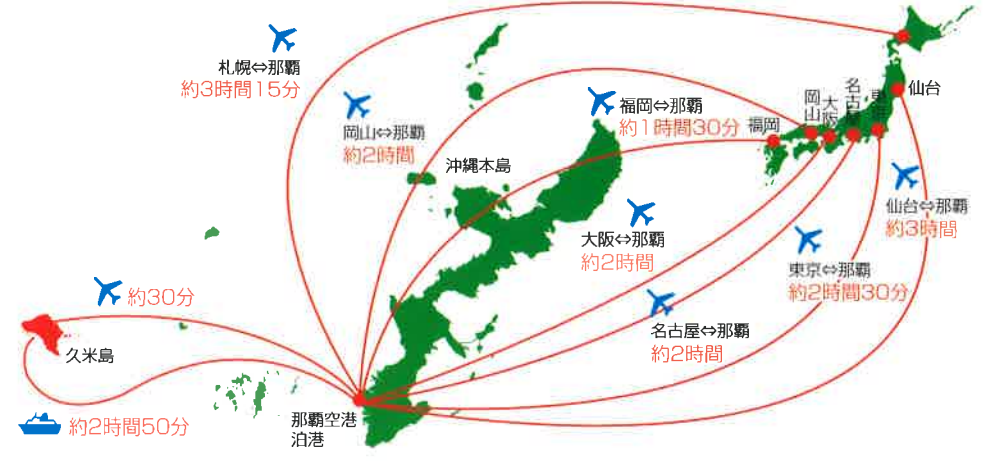 札幌⇔那覇
約3時間15分
岡山⇔那覇
約2時間
福岡⇔那覇
約1時間30分
福岡
岡山
大阪
名古屋
東京
仙台
沖縄本島
仙台⇔那覇
約3時間
大阪⇔那覇
約2時間
東京⇔那覇
約2時間30分
約30分
名古屋⇔那覇
約2時間
久米島
那覇空港
泊港
約2時間50分